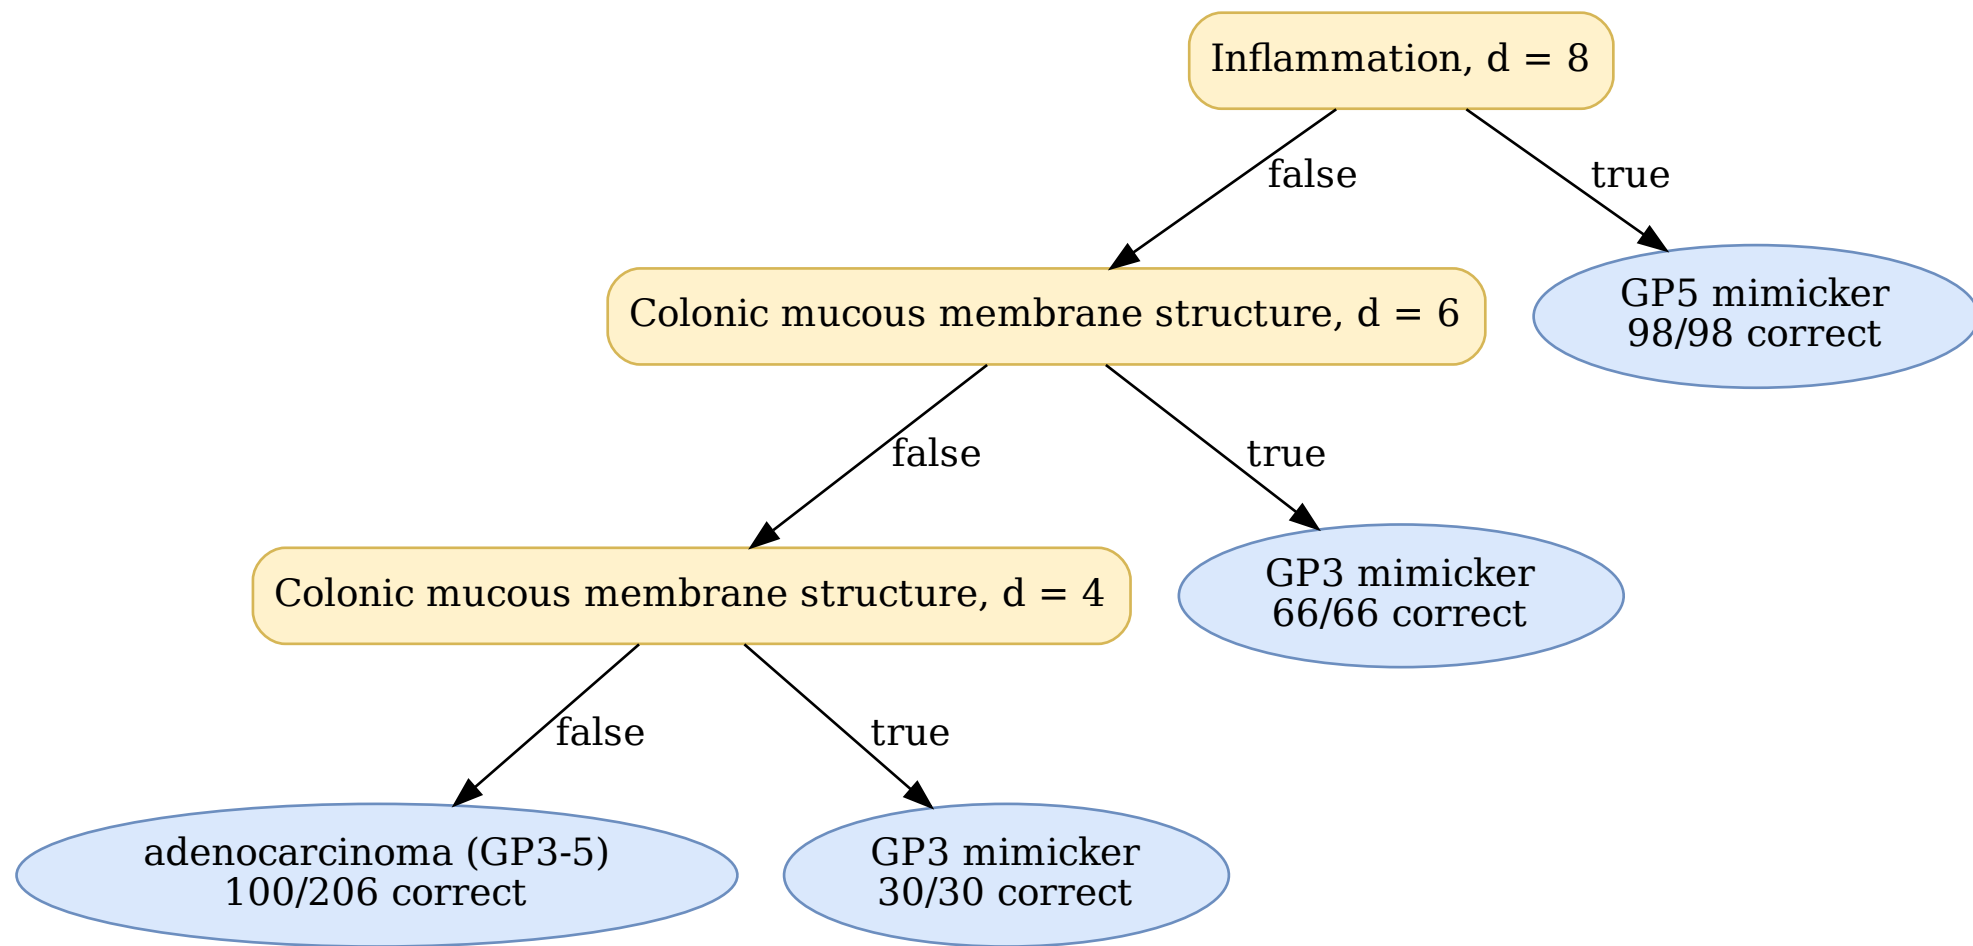 Inflammation, d = 8
false
true
Colonic mucous membrane structure, d = 6
GP5 mimicker
98/98 correct
false
true
Colonic mucous membrane structure, d = 4
GP3 mimicker
66/66 correct
false
true
adenocarcinoma (GP3-5)
100/206 correct
GP3 mimicker
30/30 correct